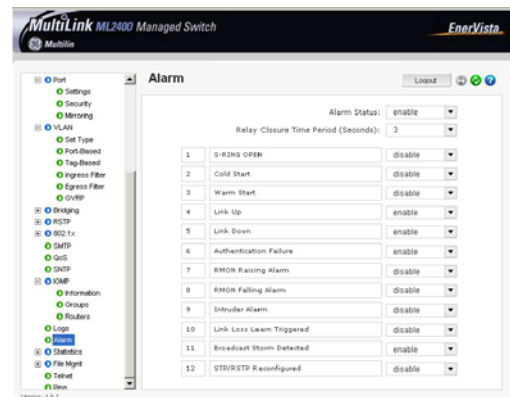 MultiLink ML2400 Managed Switch
EnerVista
Multilin
Port
Settings
Security
Mirroring
VLAN
Set Type
Port-Based
Tag-Based
Ingress Filter
Egress Filter
GVRP
Bridging
RSTP
802.1x
SMTP
QoS
SNTP
IGMP
Information
Groups
Routers
Logs
Alarm
Statistics
File Mgmt
Telnet
Ping
Alarm
Logout
Alarm Status: enable
Relay Closure Time Period (Seconds): 3
1 S-RING OPEN disable
2 Cold Start disable
3 Warm Start disable
4 Link Up enable
5 Link Down enable
6 Authentication Failure enable
7 RMON Raising Alarm disable
8 RMON Falling Alarm disable
9 Intruder Alarm disable
10 Link Loss Learn Triggered disable
11 Broadcast Storm Detected enable
12 STP/RSTP Reconfigured disable